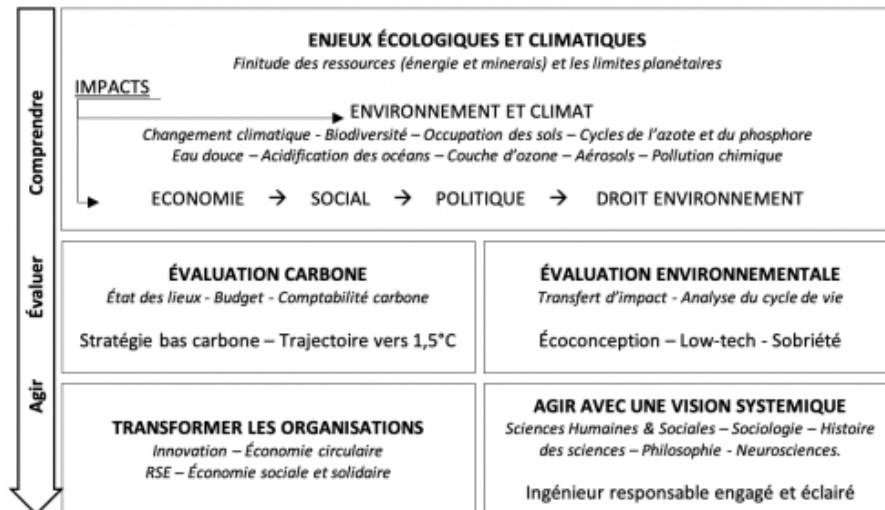 Comprendre
ENJEUX ÉCOLOGIQUES ET CLIMATIQUES
Finitude des ressources (énergie et minerais) et les limites planétaires
IMPACTS
ENVIRONNEMENT ET CLIMAT
Changement climatique - Biodiversité – Occupation des sols – Cycles de l'azote et du phosphore
Eau douce – Acidification des océans – Couche d'ozone – Aérosols – Pollution chimique
ECONOMIE → SOCIAL → POLITIQUE → DROIT ENVIRONNEMENT
Évaluer
ÉVALUATION CARBONE
État des lieux - Budget - Comptabilité carbone
Stratégie bas carbone – Trajectoire vers 1,5°C
ÉVALUATION ENVIRONNEMENTALE
Transfert d'impact - Analyse du cycle de vie
Écoconception – Low-tech - Sobriété
Agir
TRANSFORMER LES ORGANISATIONS
Innovation – Économie circulaire
RSE – Économie sociale et solidaire
AGIR AVEC UNE VISION SYSTEMIQUE
Sciences Humaines & Sociales – Sociologie – Histoire
des sciences – Philosophie - Neurosciences.
Ingénieur responsable engagé et éclairé